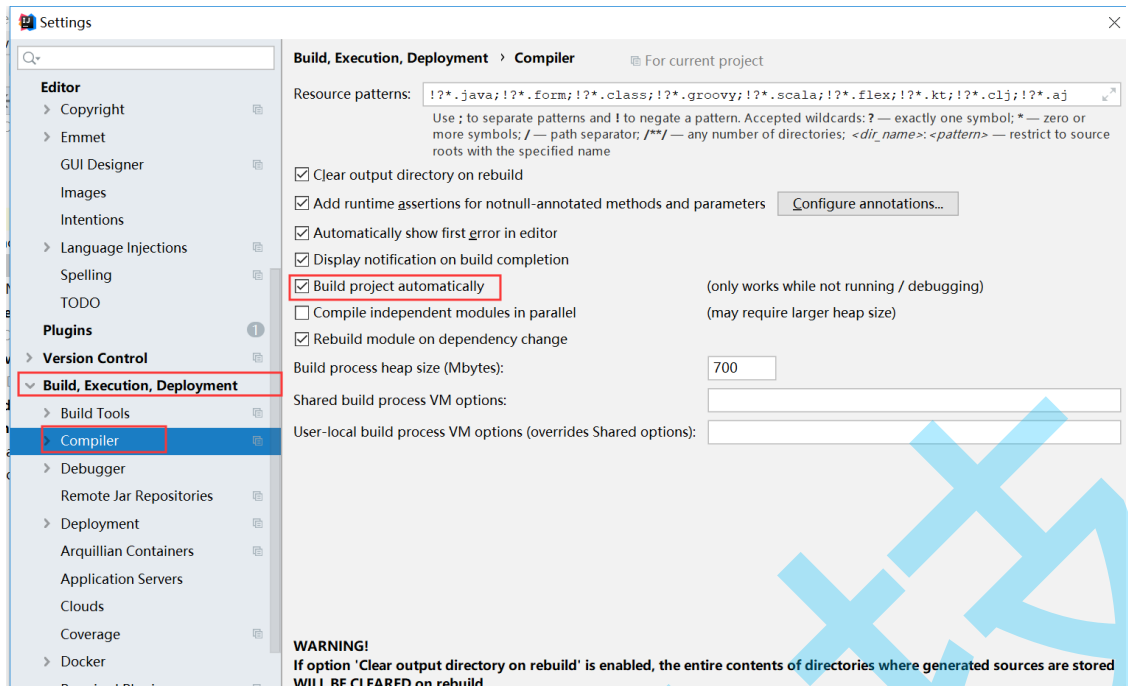 Settings
Editor
Copyright
Emmet
GUI Designer
Images
Intentions
Language Injections
Spelling
TODO
Plugins
1
Version Control
Build, Execution, Deployment
Build Tools
Compiler
Debugger
Remote Jar Repositories
Deployment
Arquillian Containers
Application Servers
Clouds
Coverage
Docker
Build, Execution, Deployment › Compiler
For current project
Resource patterns: !?*.java;!?*.form;!?*.class;!?*.groovy;!?*.scala;!?*.flex;!?*.kt;!?*.clj;!?*.aj
Use ; to separate patterns and ! to negate a pattern. Accepted wildcards: ? — exactly one symbol; * — zero or
more symbols; / — path separator; /**/ — any number of directories; <dir_name>:<pattern> — restrict to source
roots with the specified name
Clear output directory on rebuild
Add runtime assertions for notnull-annotated methods and parameters Configure annotations...
Automatically show first error in editor
Display notification on build completion
Build project automatically (only works while not running / debugging)
Compile independent modules in parallel (may require larger heap size)
Rebuild module on dependency change
Build process heap size (Mbytes): 700
Shared build process VM options:
User-local build process VM options (overrides Shared options):
WARNING!
If option 'Clear output directory on rebuild' is enabled, the entire contents of directories where generated sources are stored
WILL BE CLEARED on rebuild